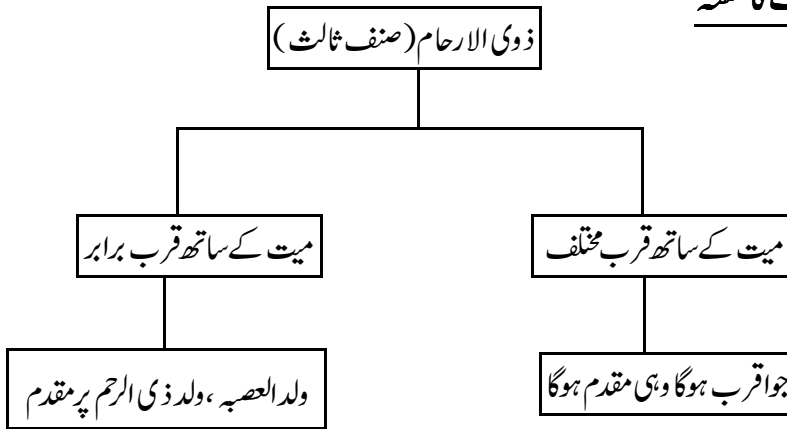 ذوی الارحام (صنف ثالث)
میت کے ساتھ قرب مختلف
میت کے ساتھ قرب برابر
جو اقرب ہوگا وہی مقدم ہوگا
ولد العصبہ، ولد ذی الرحم پر مقدم